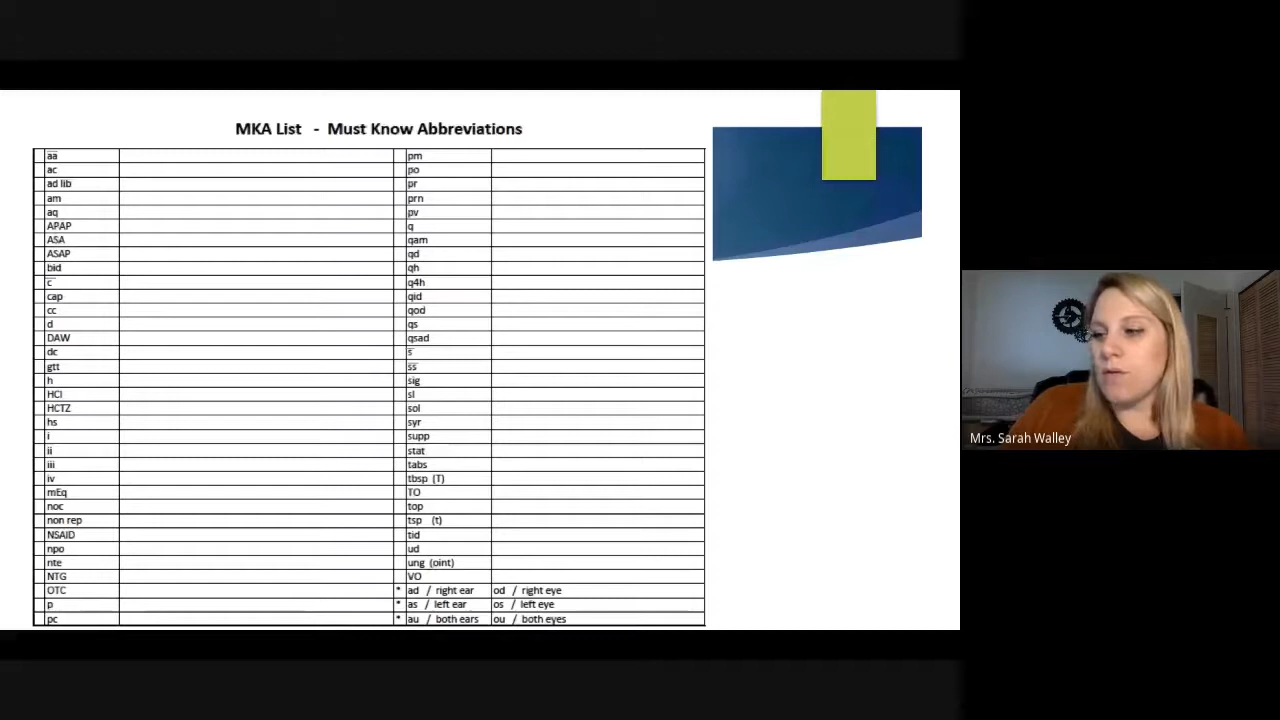 MKA List - Must Know Abbreviations
aa pm
ac po
ad lib pr
am prn
aq pv
APAP q
ASA qam
ASAP qd
bid qh
c q4h
cap qid
cc qod
d qs
DAW qsad
dc s
gtt ss
h sig
HCl sl
HCTZ sol
hs syr
i supp
ii stat
iii tabs
iv tbsp (T)
mEq TO
noc top
non rep tsp (t)
NSAID tid
npo ud
nte ung (oint)
NTG VO
OTC * ad / right ear od / right eye
p * as / left ear os / left eye
pc * au / both ears ou / both eyes
Mrs. Sarah Walley